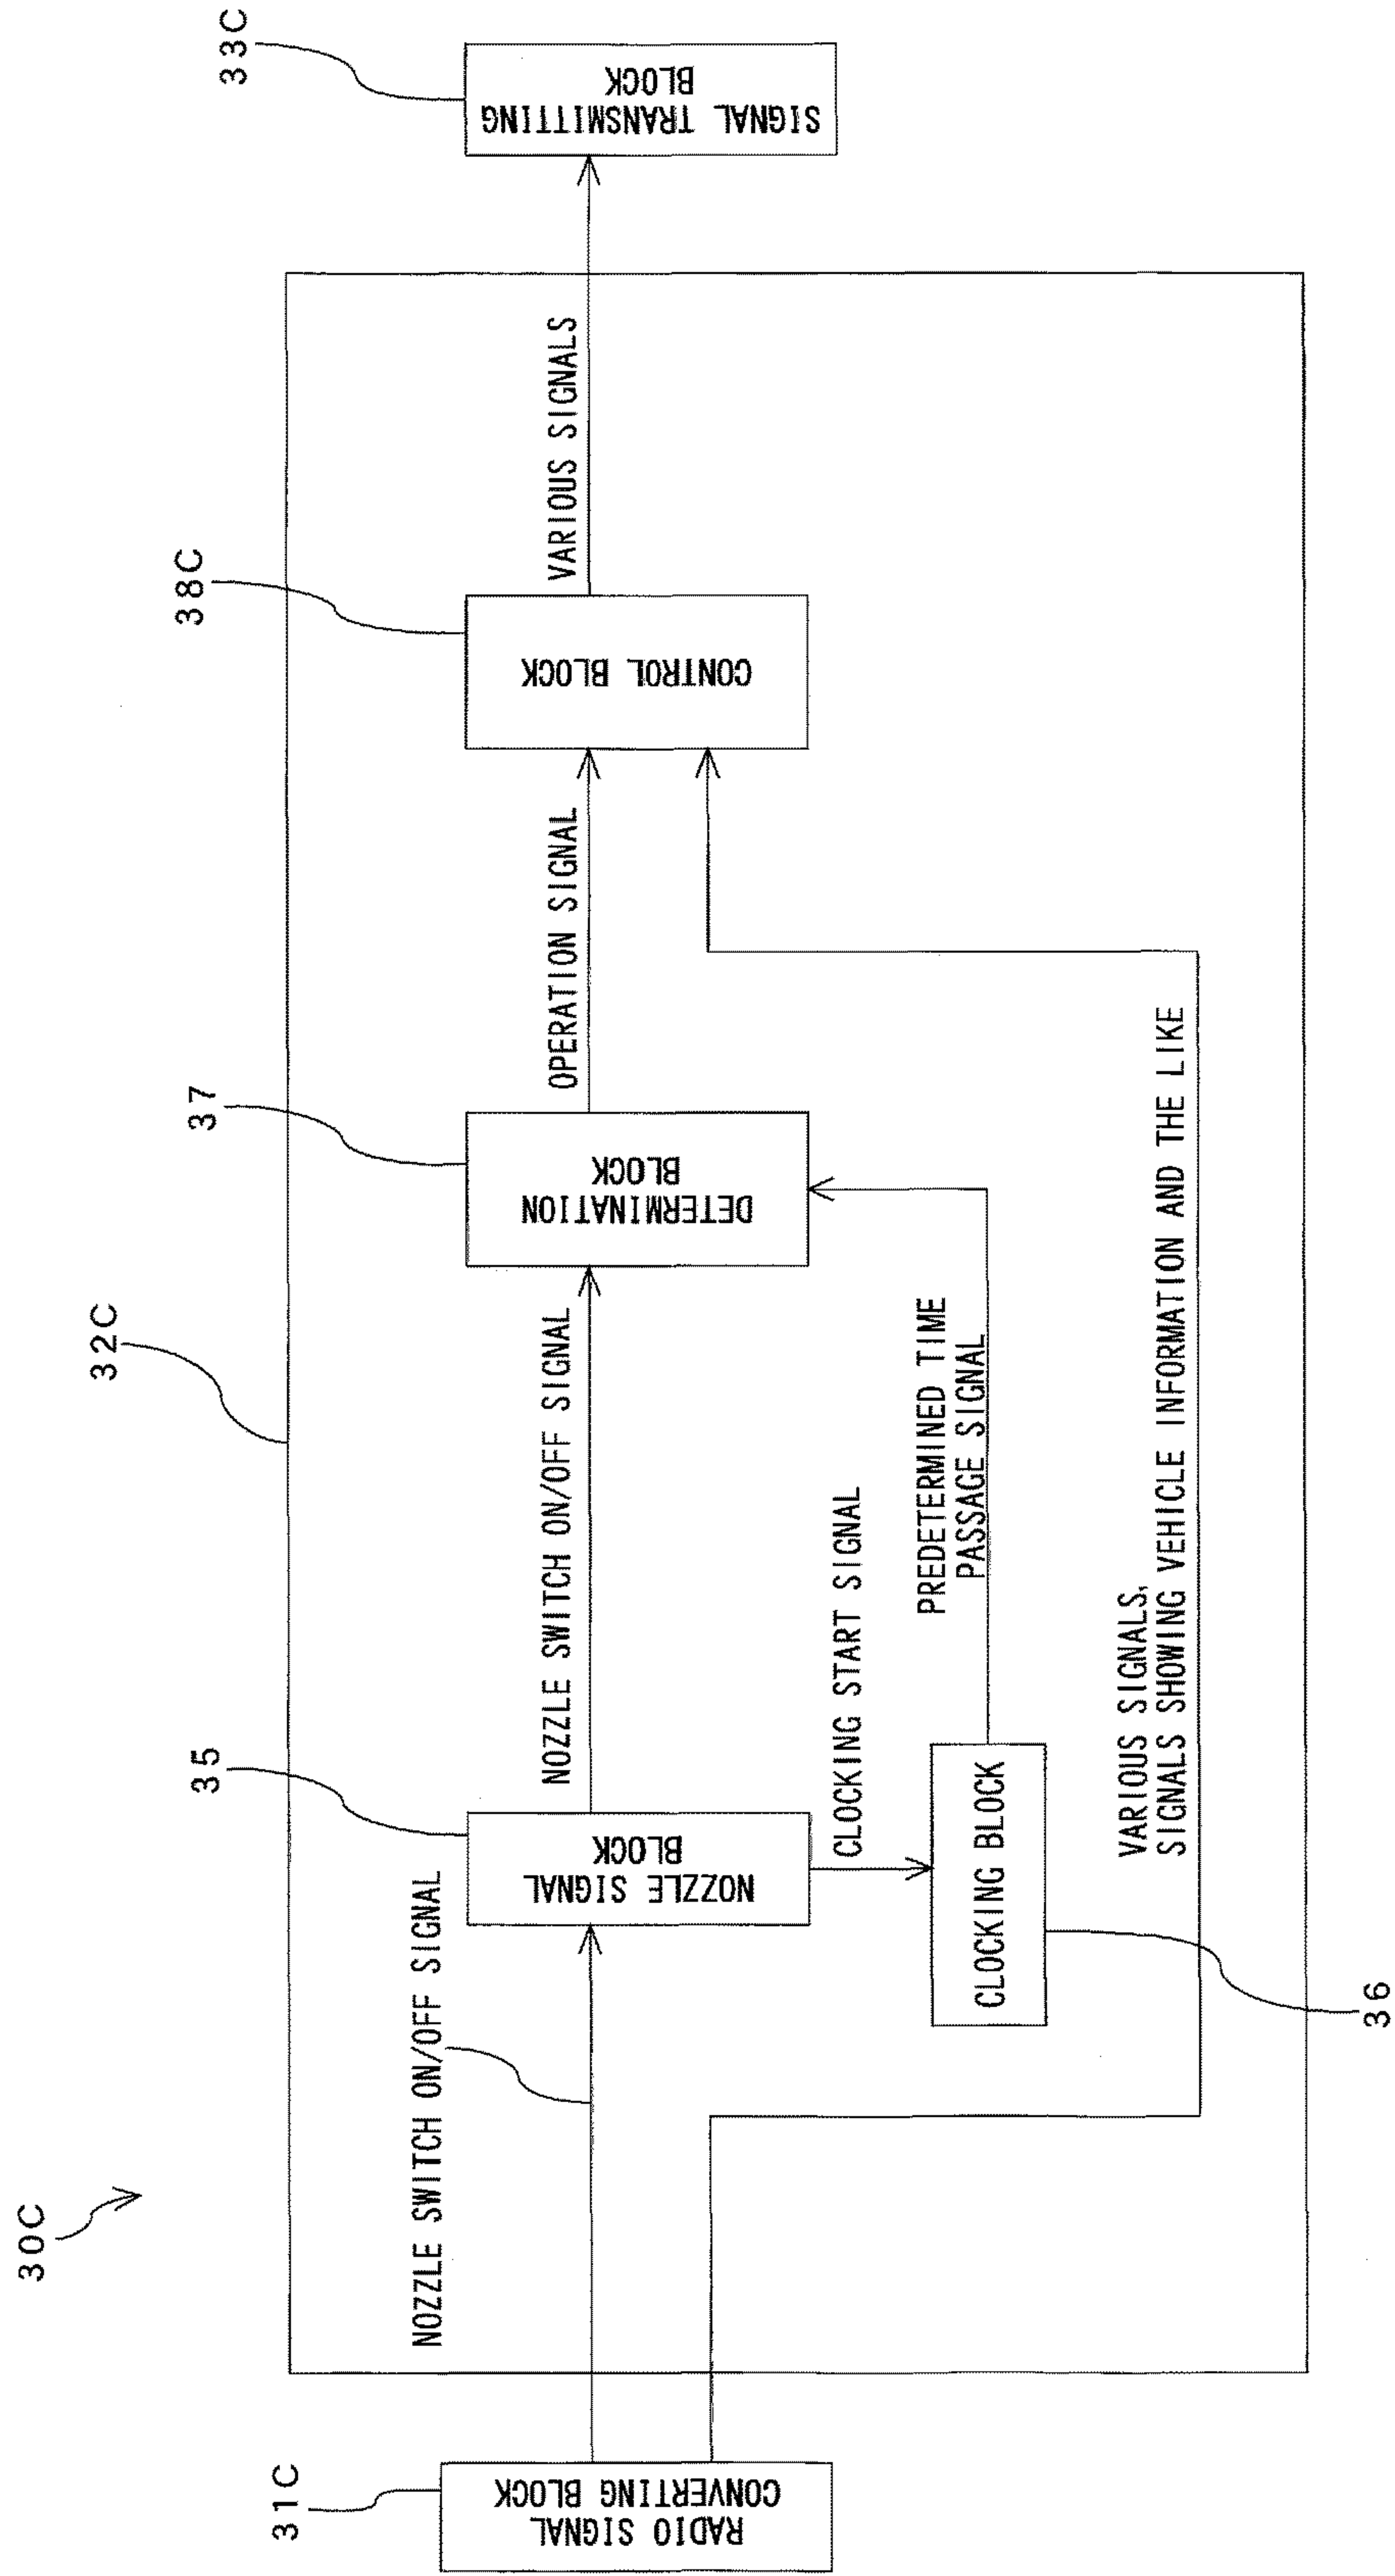 30C
32C
31C
RADIO SIGNAL
CONVERTING BLOCK
NOZZLE SWITCH ON/OFF SIGNAL
35
NOZZLE SIGNAL
BLOCK
NOZZLE SWITCH ON/OFF SIGNAL
CLOCKING START SIGNAL
CLOCKING BLOCK
36
PREDETERMINED TIME
PASSAGE SIGNAL
37
DETERMINATION
BLOCK
OPERATION SIGNAL
38C
CONTROL BLOCK
VARIOUS SIGNALS
33C
SIGNAL TRANSMITTING
BLOCK
VARIOUS SIGNALS,
SIGNALS SHOWING VEHICLE INFORMATION AND THE LIKE